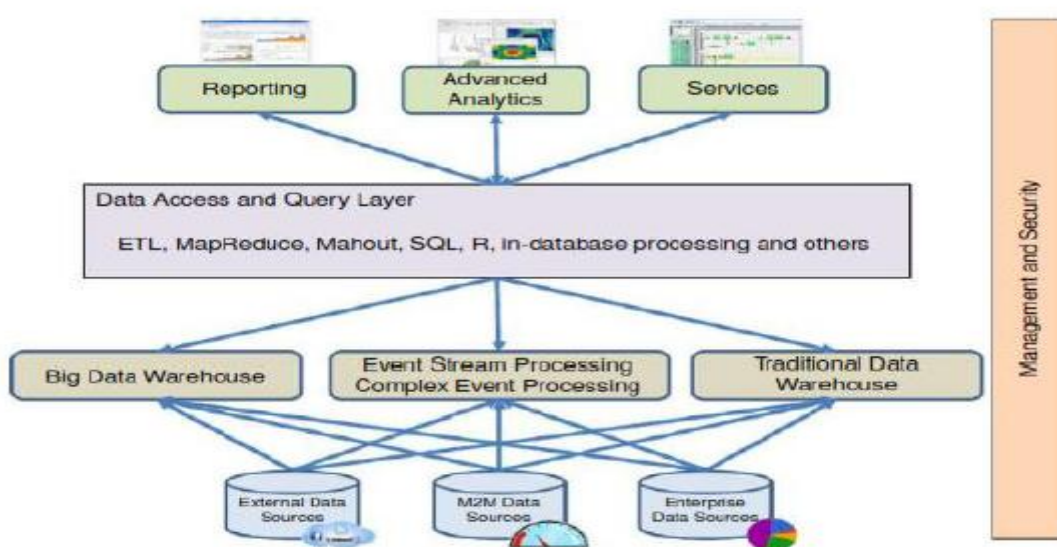 Reporting
Advanced
Analytics
Services
Data Access and Query Layer
ETL, MapReduce, Mahout, SQL, R, in-database processing and others
Big Data Warehouse
Event Stream Processing
Complex Event Processing
Traditional Data
Warehouse
External Data
Sources
M2M Data
Sources
Enterprise
Data Sources
Management and Security